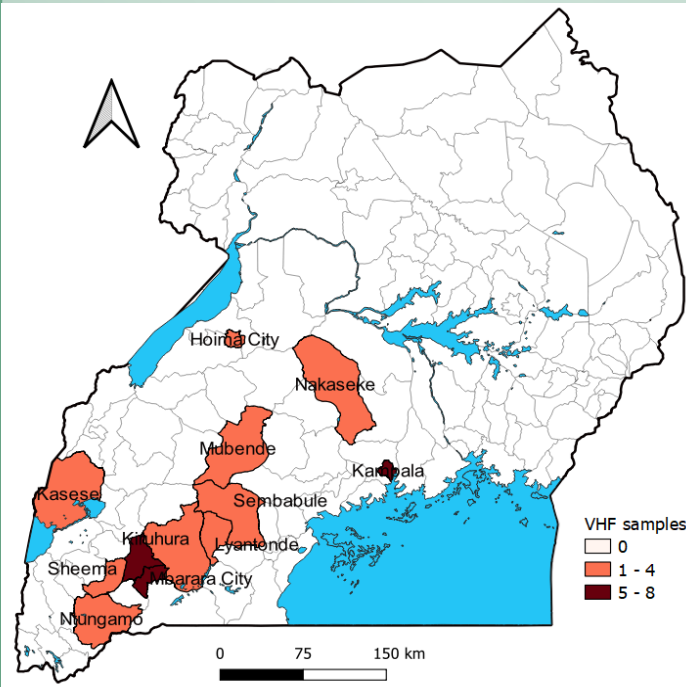 Hoima City
Nakaseke
Mubende
Kampala
Kasese
Sembabule
Kiruhura
Lyantonde
Sheema
Mbarara City
Ntungamo
VHF samples
0
1 - 4
5 - 8
0 75 150 km